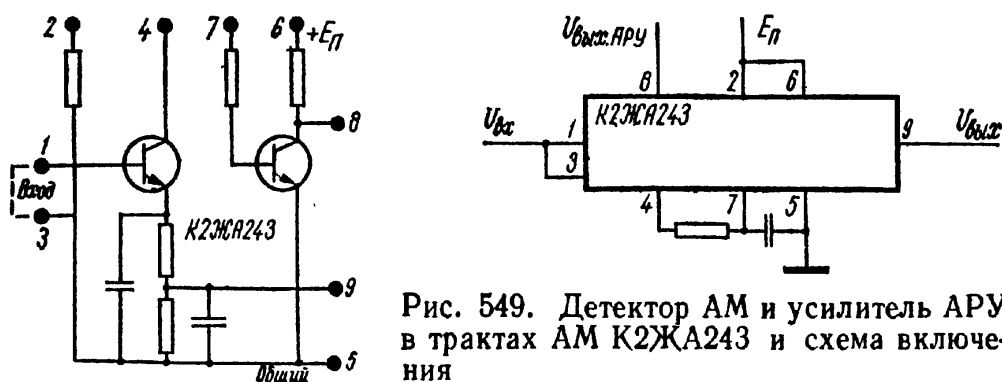 2 4 7 6 +Eп
8
1
Вход
3
К2ЖА243
9
5
Общий
Uвых.АРУ Eп
8 2 6
К2ЖА243
Uвх 1 9 Uвых
3
4 7 5
Рис. 549. Детектор АМ и усилитель АРУ
в трактах АМ К2ЖА243 и схема включе-
ния